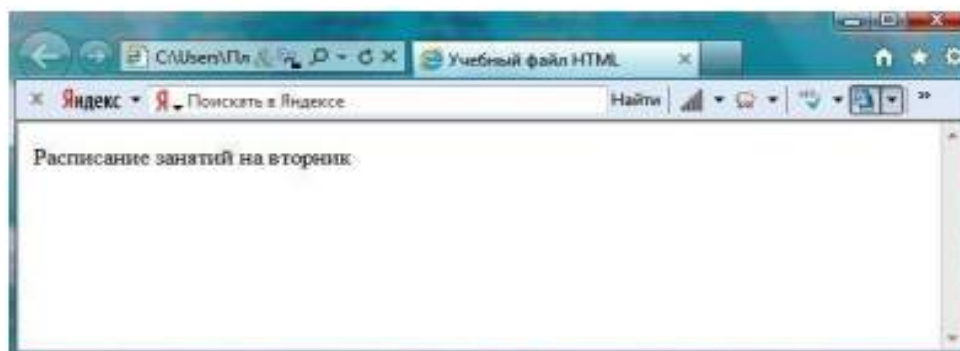 C:\Users\Пл
Учебный файл HTML
Яндекс Я Поискать в Яндексе Найти
Расписание занятий на вторник